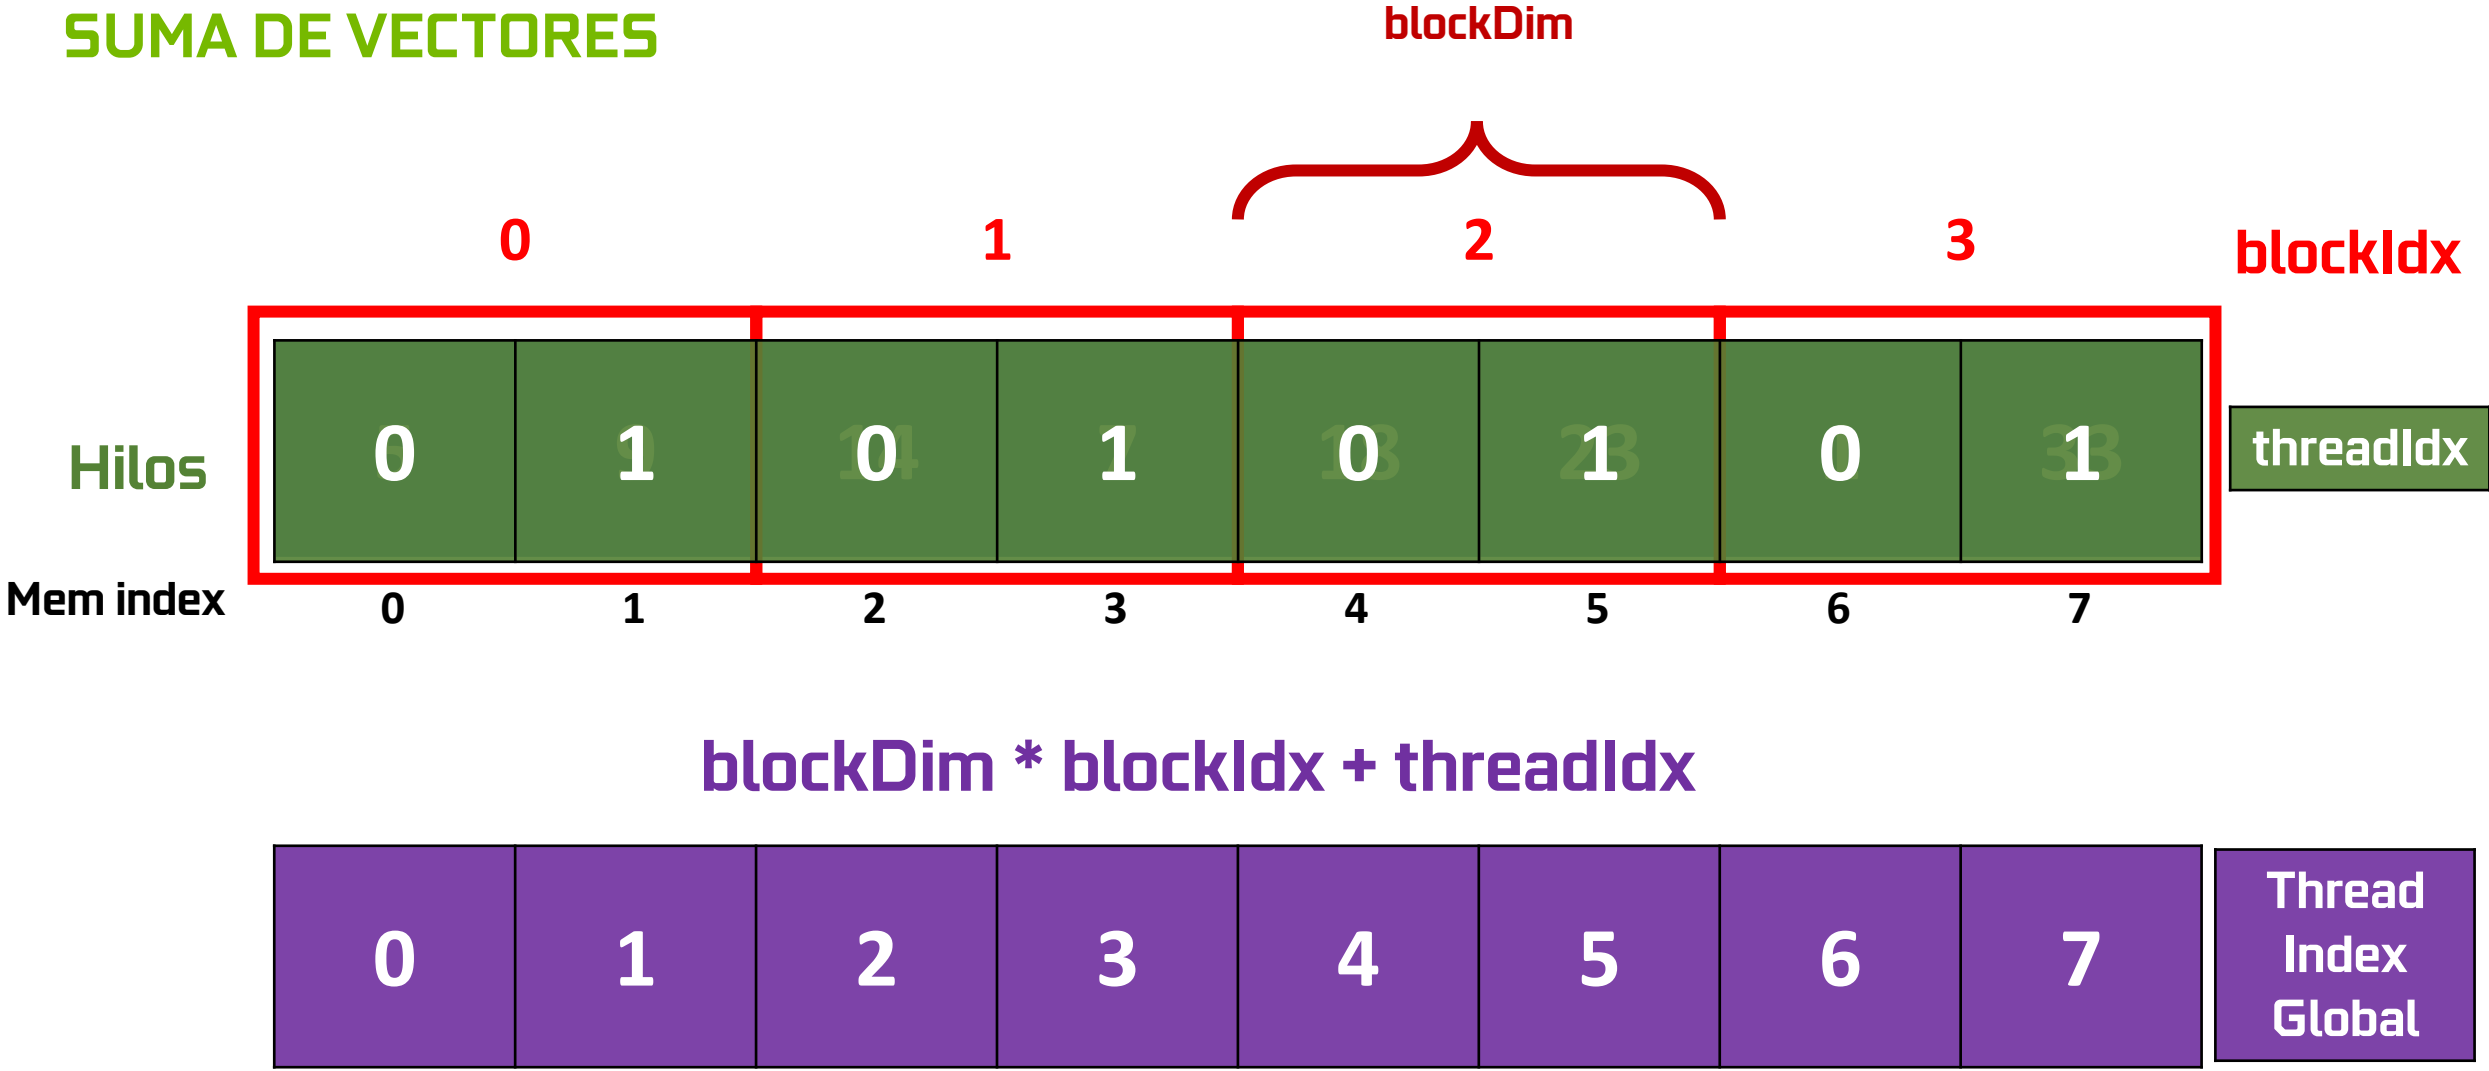 SUMA DE VECTORES
blockDim
0 1 2 3 blockIdx
Hilos 0 1 0 1 0 1 0 1 threadIdx
Mem index 0 1 2 3 4 5 6 7
blockDim * blockIdx + threadIdx
0 1 2 3 4 5 6 7
Thread
Index
Global